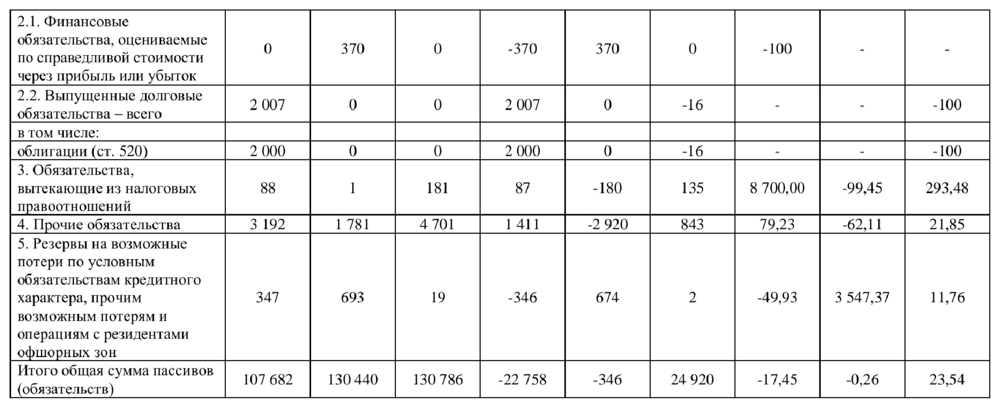 2.1. Финансовые
обязательства, оцениваемые
по справедливой стоимости
через прибыль или убыток
0 370 0 -370 370 0 -100 - -
2.2. Выпущенные долговые
обязательства – всего
2 007 0 0 2 007 0 -16 - - -100
в том числе:
облигации (ст. 520) 2 000 0 0 2 000 0 -16 - - -100
3. Обязательства,
вытекающие из налоговых
правоотношений
88 1 181 87 -180 135 8 700,00 -99,45 293,48
4. Прочие обязательства 3 192 1 781 4 701 1 411 -2 920 843 79,23 -62,11 21,85
5. Резервы на возможные
потери по условным
обязательствам кредитного
характера, прочим
возможным потерям и
операциям с резидентами
офшорных зон
347 693 19 -346 674 2 -49,93 3 547,37 11,76
Итого общая сумма пассивов
(обязательств)
107 682 130 440 130 786 -22 758 -346 24 920 -17,45 -0,26 23,54